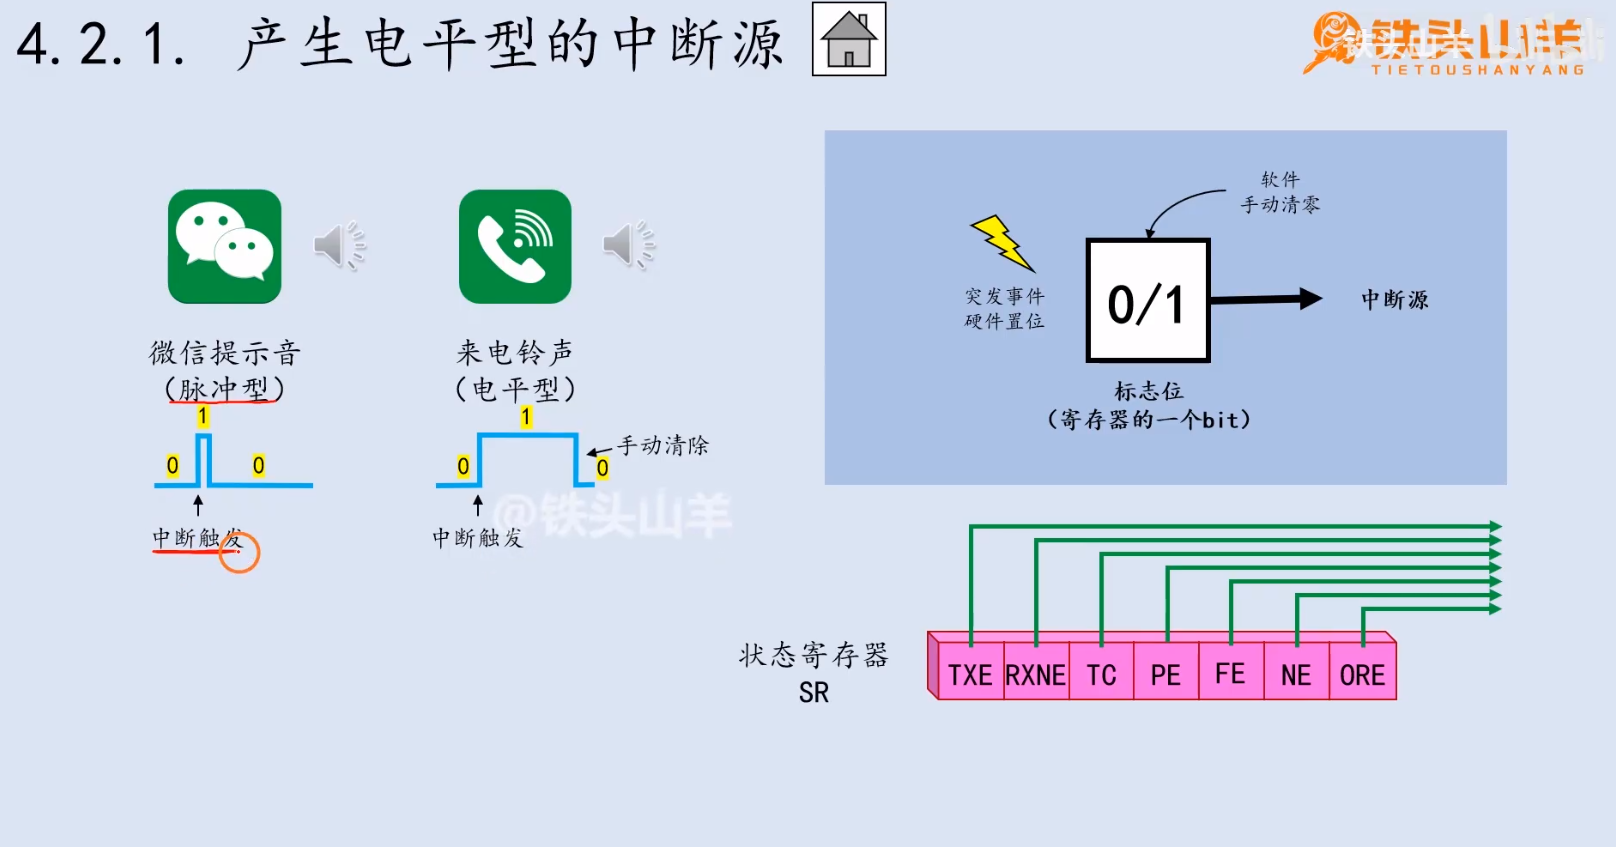 4.2.1. 产生电平型的中断源
铁头山羊
TIETOUSHANYANG
微信提示音
（脉冲型）
1
0
0
中断触发
来电铃声
（电平型）
1
0
0
手动清除
中断触发
@铁头山羊
软件
手动清零
突发事件
硬件置位
0/1
中断源
标志位
（寄存器的一个bit）
状态寄存器
SR
TXE RXNE TC PE FE NE ORE